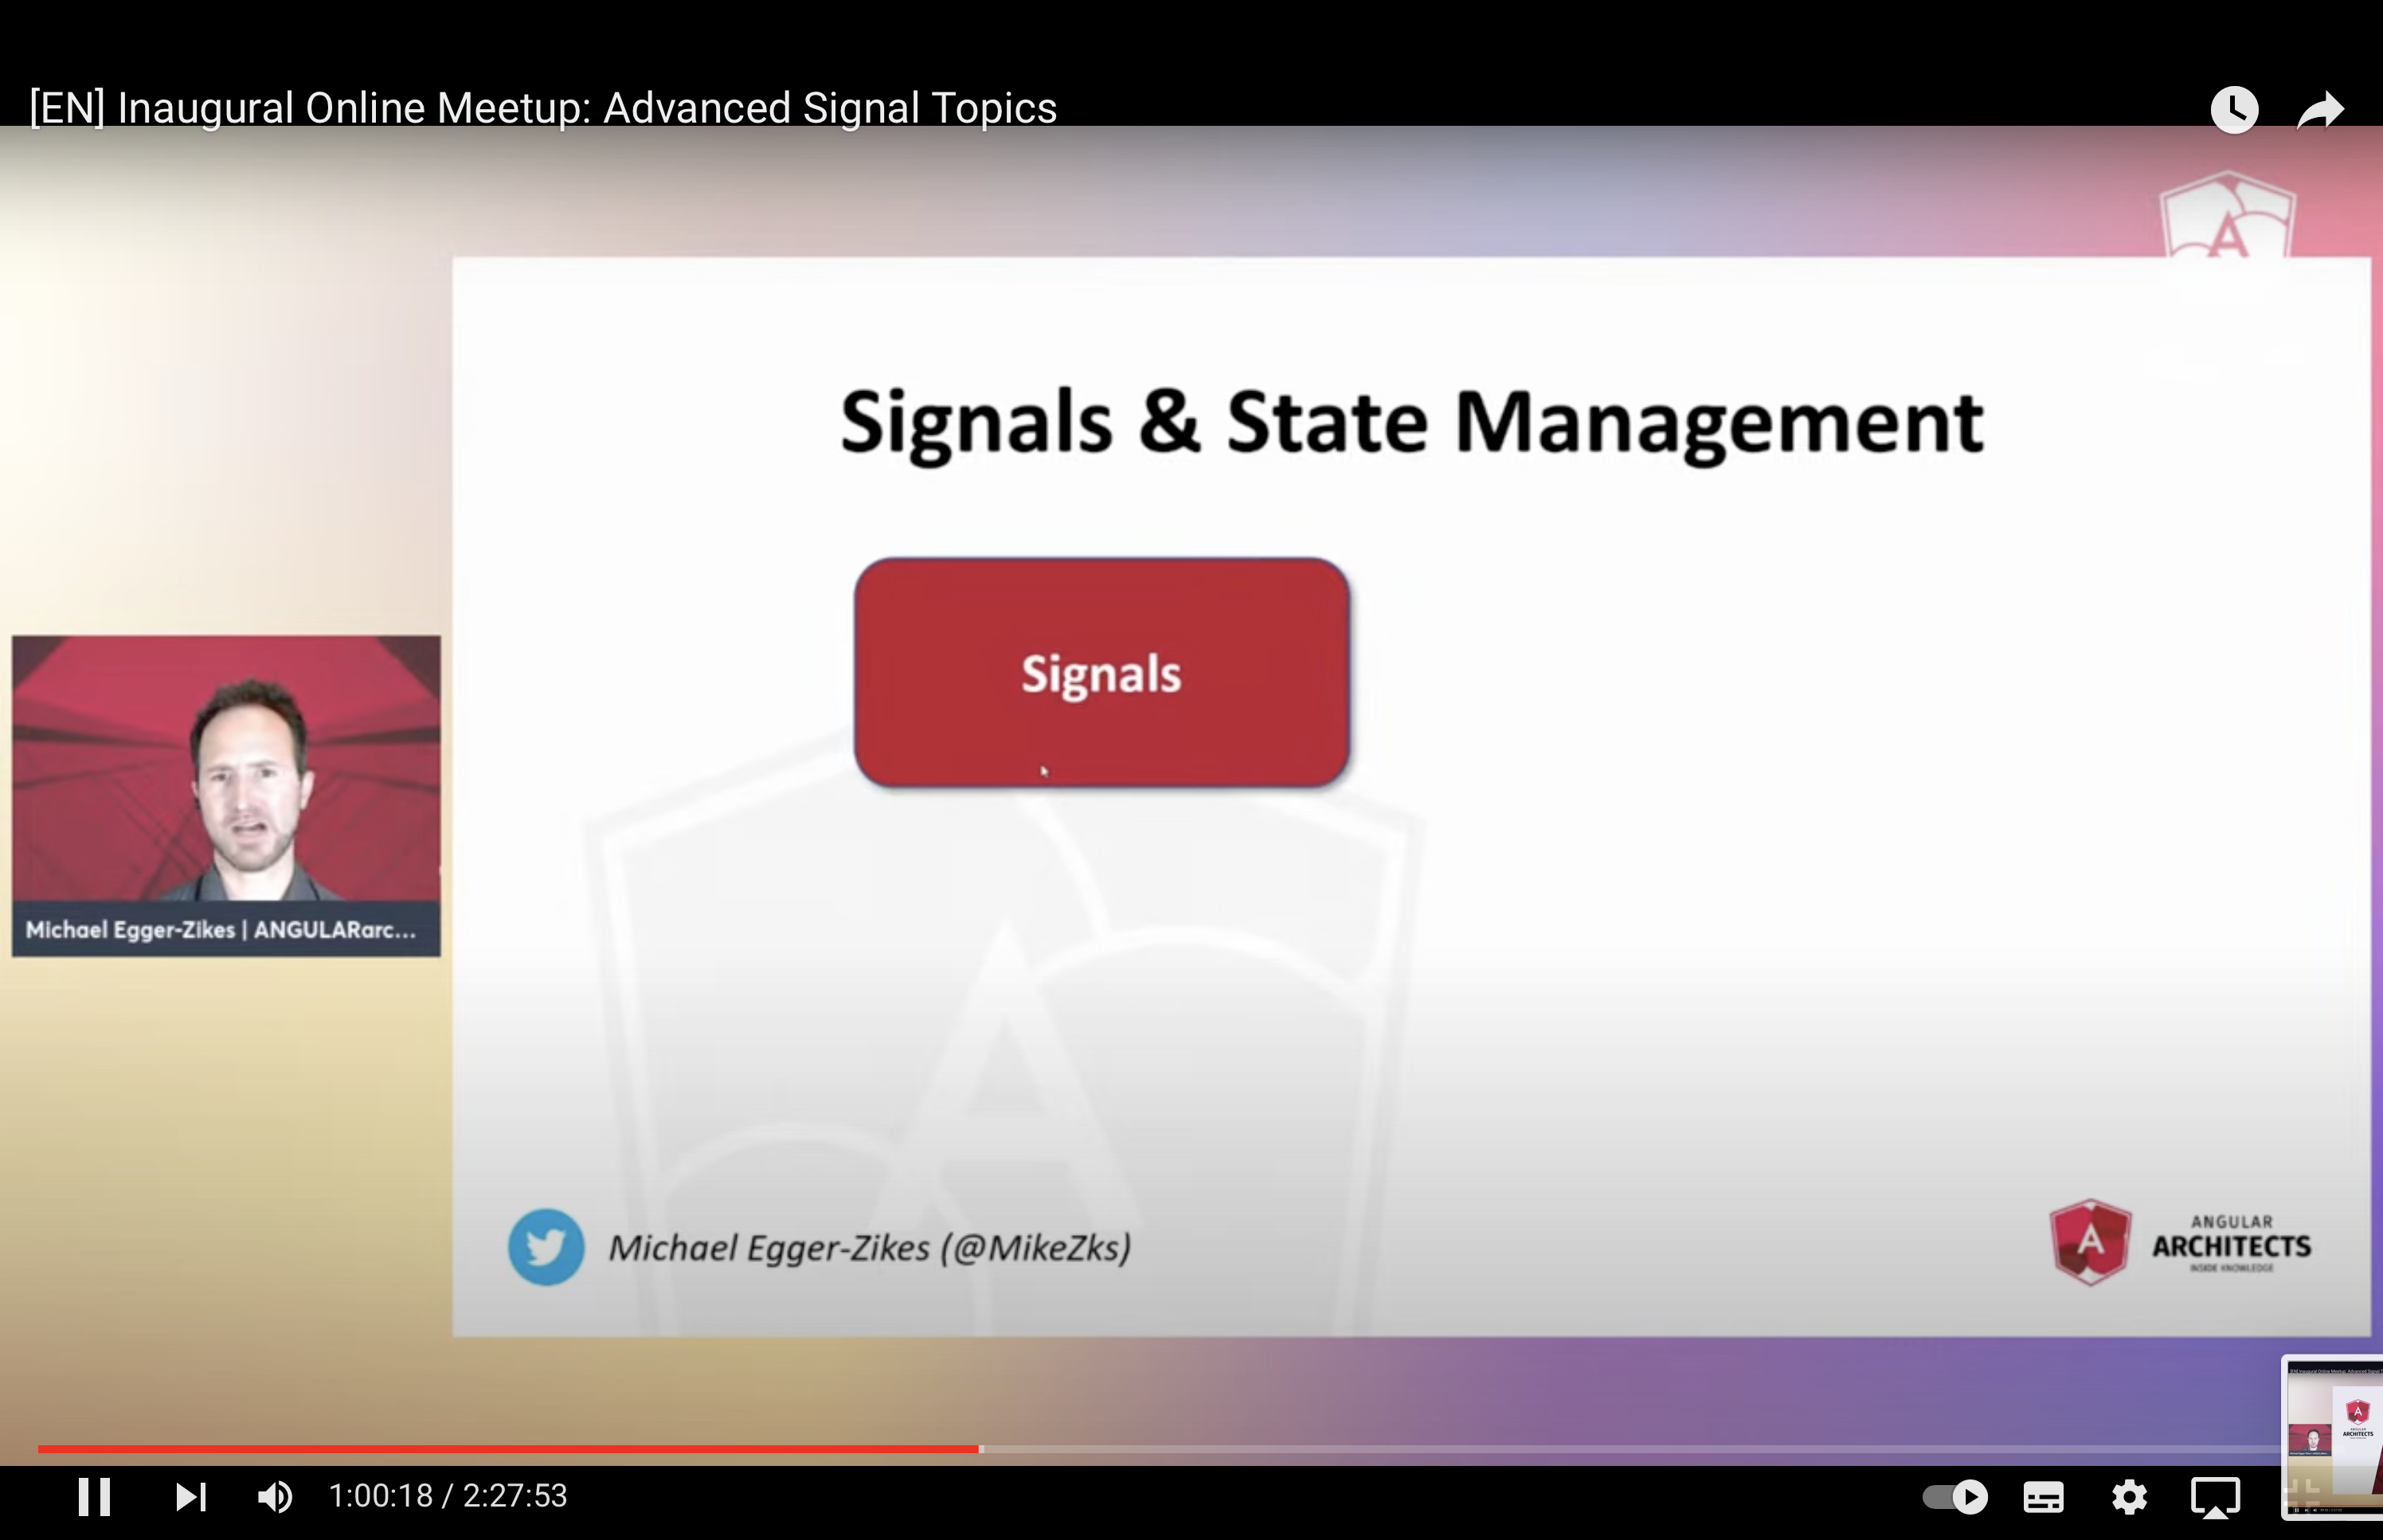 [EN] Inaugural Online Meetup: Advanced Signal Topics
A
Signals & State Management
Signals
Michael Egger-Zikes | ANGULARarc...
Michael Egger-Zikes (@MikeZks)
A
ANGULAR
ARCHITECTS
INSIDE KNOWLEDGE
1:00:18 / 2:27:53